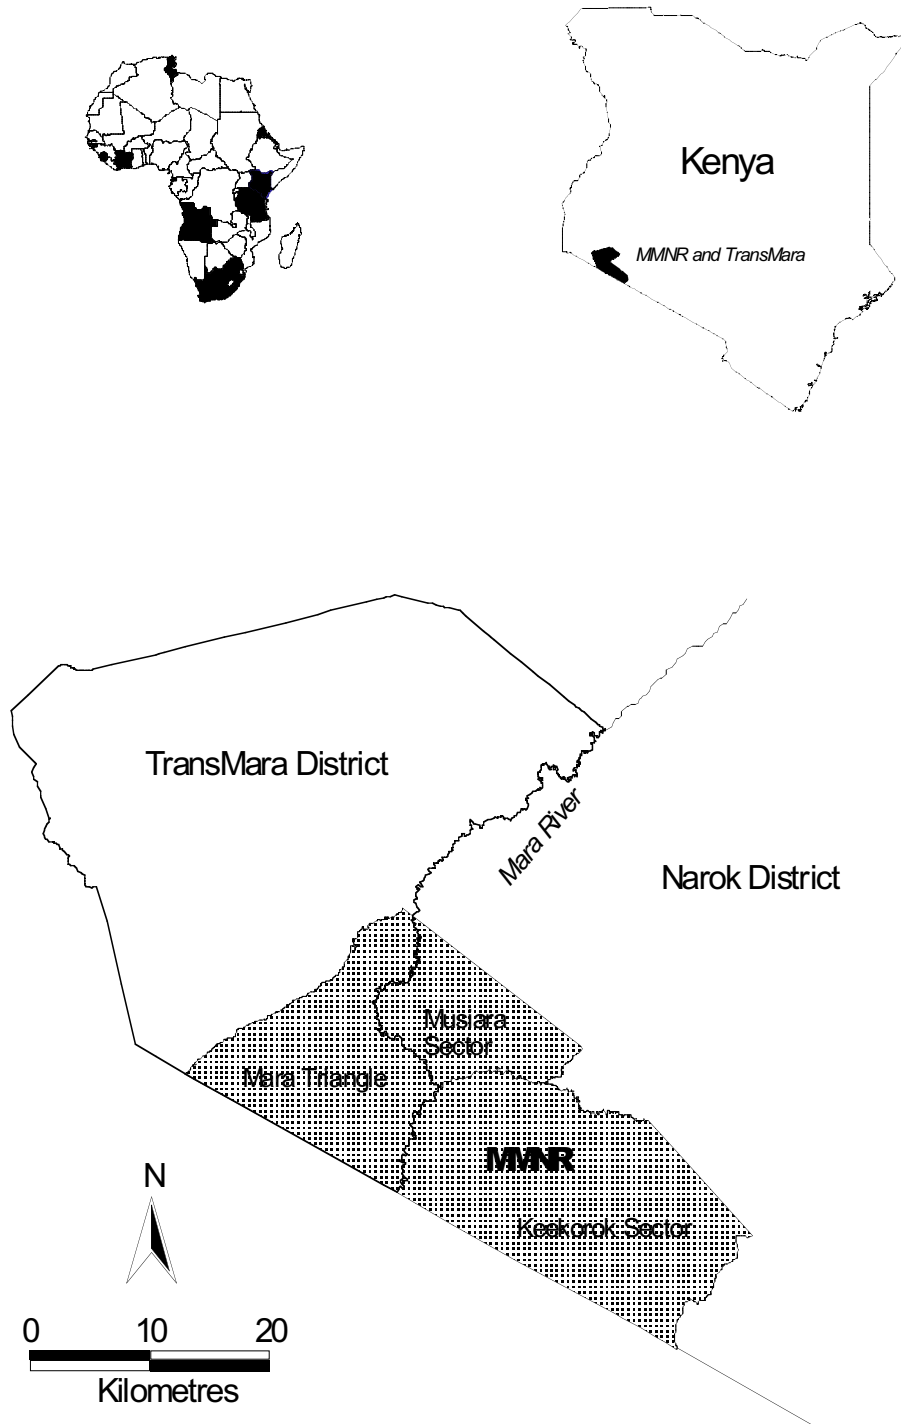 Kenya
MMNR and TransMara
TransMara District
Mara River
Narok District
Musiara
Sector
Mara Triangle
MMNR
Keekorok Sector
N
0 10 20
Kilometres